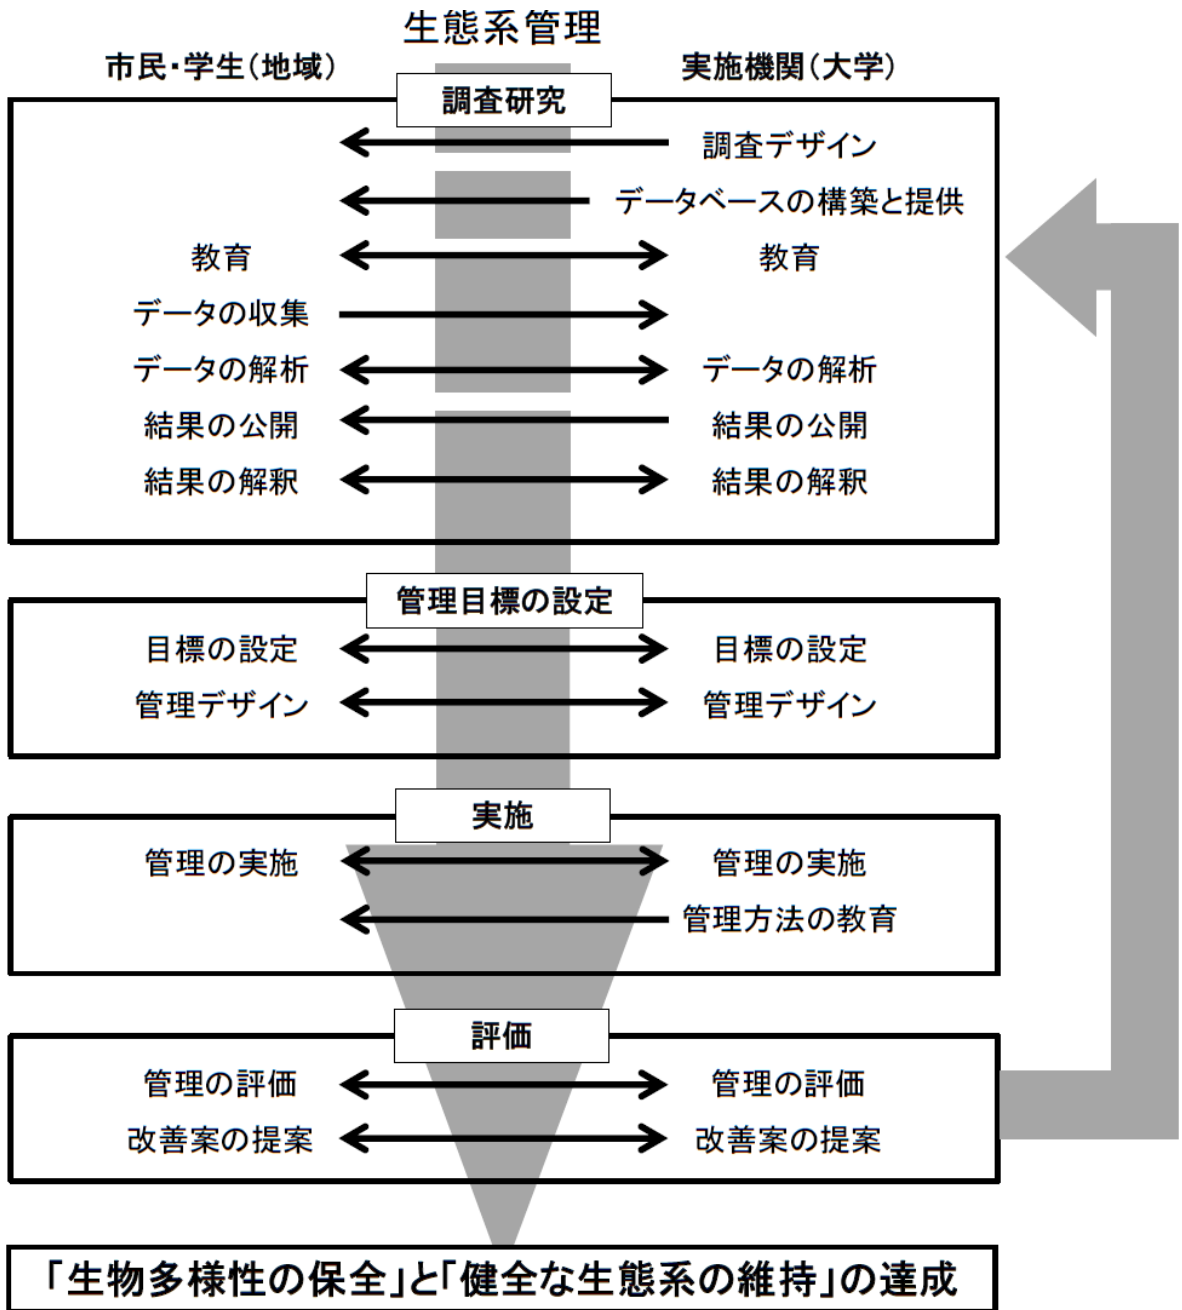 生態系管理
市民・学生(地域)
実施機関(大学)
調査研究
調査デザイン
データベースの構築と提供
教育
教育
データの収集
データの解析
データの解析
結果の公開
結果の公開
結果の解釈
結果の解釈
管理目標の設定
目標の設定
目標の設定
管理デザイン
管理デザイン
実施
管理の実施
管理の実施
管理方法の教育
評価
管理の評価
管理の評価
改善案の提案
改善案の提案
「生物多様性の保全」と「健全な生態系の維持」の達成